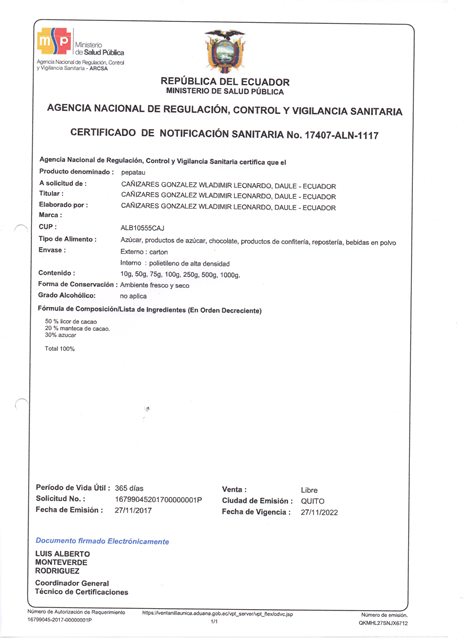 msp
Ministerio
de Salud Pública
Agencia Nacional de Regulación, Control
y Vigilancia Sanitaria - ARCSA
REPÚBLICA DEL ECUADOR
MINISTERIO DE SALUD PÚBLICA
AGENCIA NACIONAL DE REGULACIÓN, CONTROL Y VIGILANCIA SANITARIA
CERTIFICADO DE NOTIFICACIÓN SANITARIA No. 17407-ALN-1117
Agencia Nacional de Regulación, Control y Vigilancia Sanitaria certifica que el
Producto denominado : pepatau
A solicitud de : CAÑIZARES GONZALEZ WLADIMIR LEONARDO, DAULE - ECUADOR
Titular : CAÑIZARES GONZALEZ WLADIMIR LEONARDO, DAULE - ECUADOR
Elaborado por : CAÑIZARES GONZALEZ WLADIMIR LEONARDO, DAULE - ECUADOR
Marca :
CUP : ALB10555CAJ
Tipo de Alimento : Azúcar, productos de azúcar, chocolate, productos de confitería, repostería, bebidas en polvo
Envase : Externo : carton
Interno : polietileno de alta densidad
Contenido : 10g, 50g, 75g, 100g, 250g, 500g, 1000g.
Forma de Conservación : Ambiente fresco y seco
Grado Alcohólico: no aplica
Fórmula de Composición/Lista de Ingredientes (En Orden Decreciente)
50 % licor de cacao
20 % manteca de cacao.
30% azucar
Total 100%
Período de Vida Útil : 365 días Venta : Libre
Solicitud No. : 16799045201700000001P Ciudad de Emisión : QUITO
Fecha de Emisión : 27/11/2017 Fecha de Vigencia : 27/11/2022
Documento firmado Electrónicamente
LUIS ALBERTO
MONTEVERDE
RODRIGUEZ
Coordinador General
Técnico de Certificaciones
Número de Autorización de Requerimiento https://ventanillaunica.aduana.gob.ec/vpt_server/vpt_flex/odvc.jsp Número de emisión.
16799045-2017-00000001P 1/1 QKMHL275NJX6712